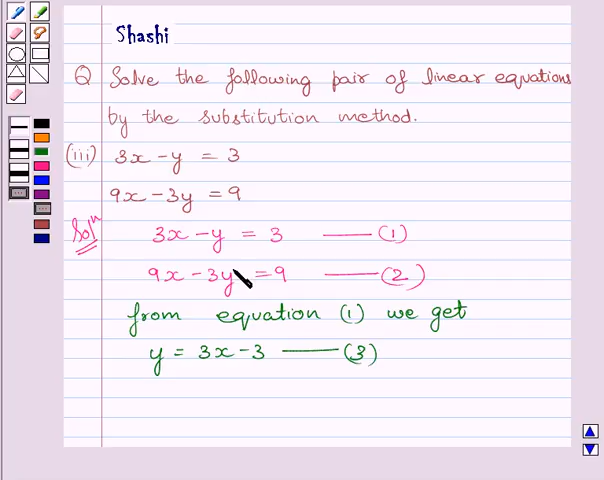 Shashi
Q Solve the following pair of linear equations
by the substitution method.
(iii) 3x - y = 3
9x - 3y = 9
Solⁿ 3x - y = 3 —— (1)
9x - 3y = 9 —— (2)
from equation (1) we get
y = 3x - 3 —— (3)